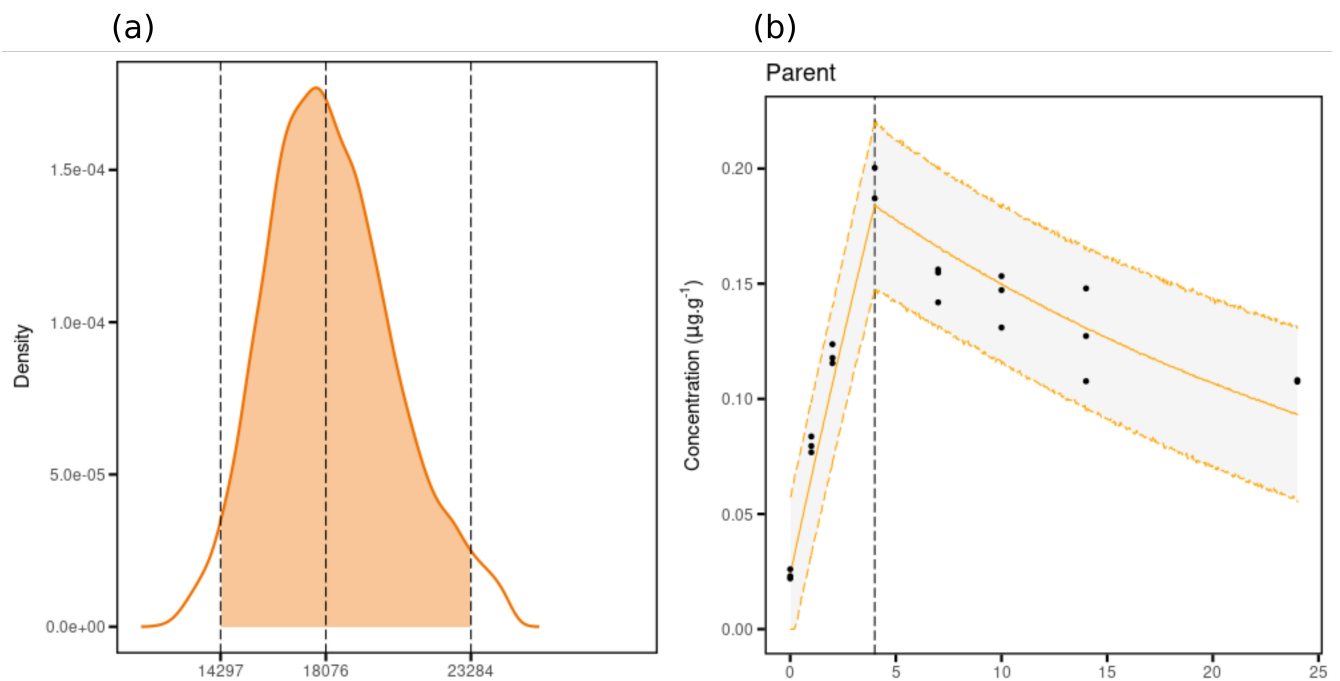 (a)
(b)
Density
1.5e-04
1.0e-04
5.0e-05
0.0e+00
14297 18076 23284
Parent
Concentration (µg.g⁻¹)
0.20
0.15
0.10
0.05
0.00
0 5 10 15 20 25